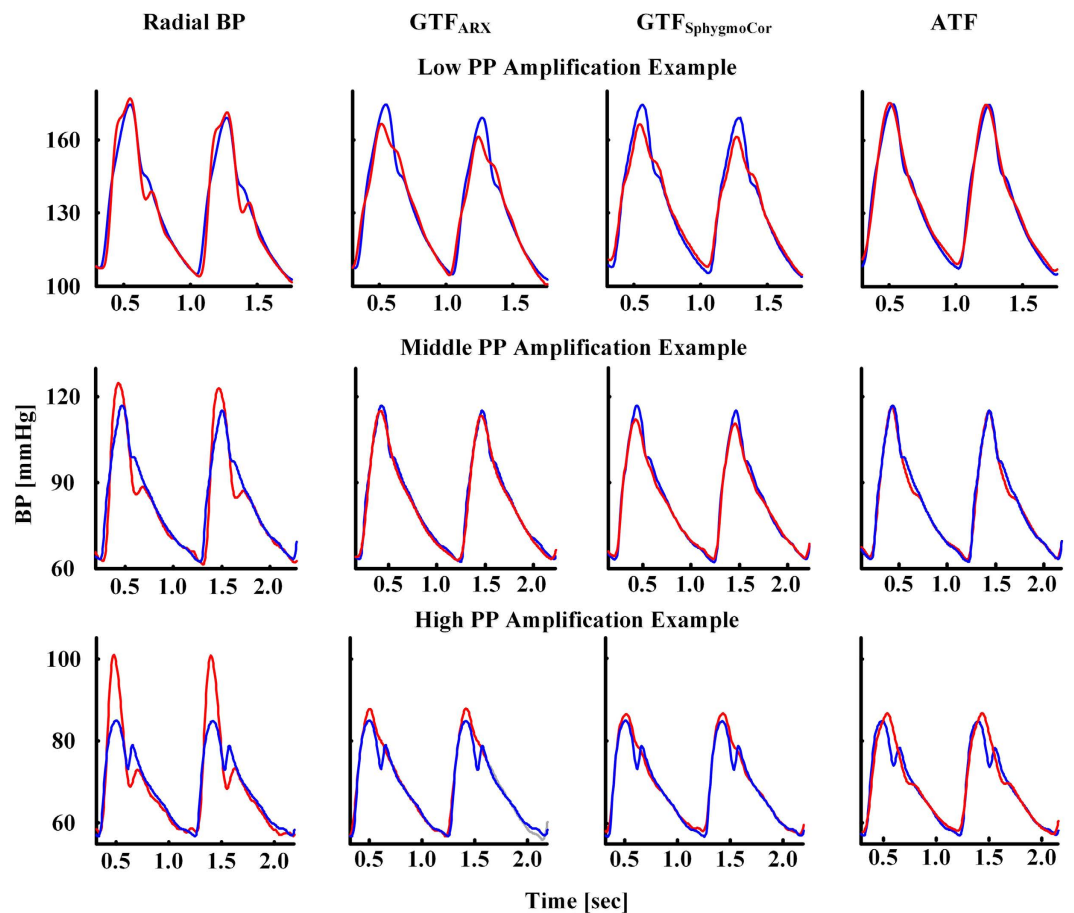 Radial BP GTF_ARX GTF_SphygmoCor ATF
Low PP Amplification Example
160
130
100
0.5 1.0 1.5 0.5 1.0 1.5 0.5 1.0 1.5 0.5 1.0 1.5
Middle PP Amplification Example
120
90
60
BP [mmHg]
0.5 1.0 1.5 2.0 0.5 1.0 1.5 2.0 0.5 1.0 1.5 2.0 0.5 1.0 1.5 2.0
High PP Amplification Example
100
80
60
0.5 1.0 1.5 2.0 0.5 1.0 1.5 2.0 0.5 1.0 1.5 2.0 0.5 1.0 1.5 2.0
Time [sec]